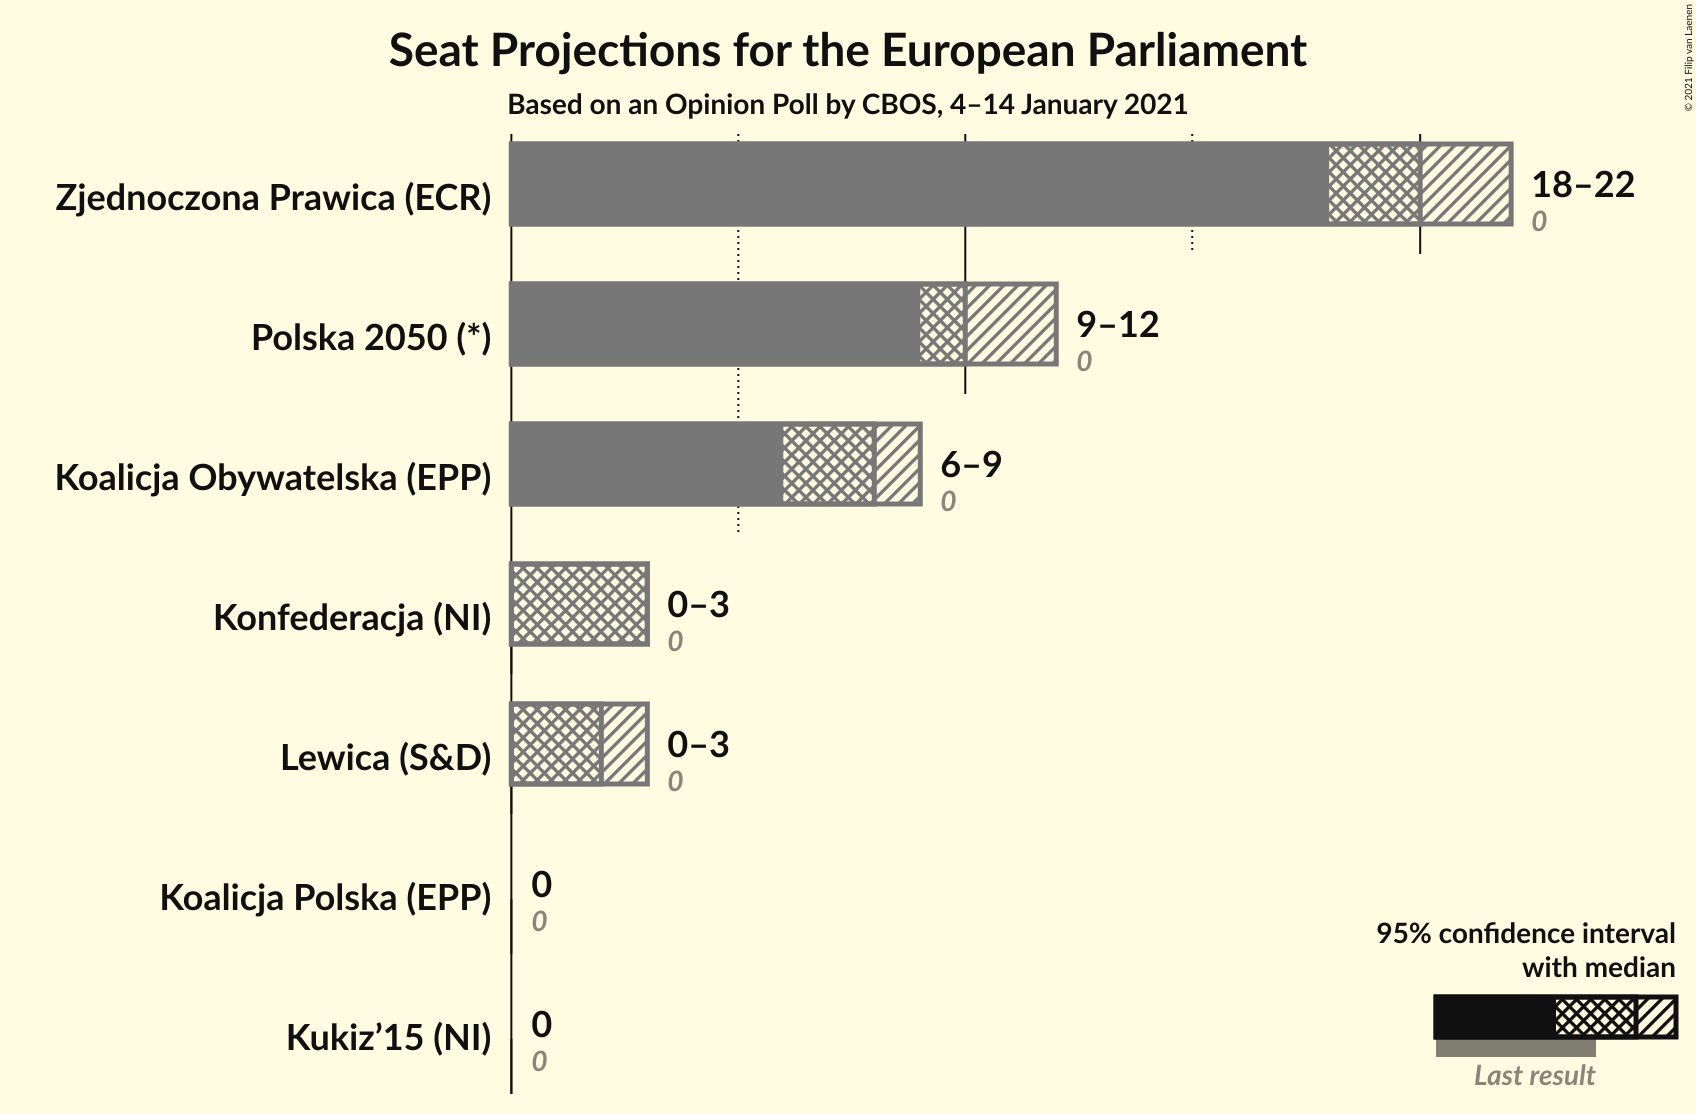 Seat Projections for the European Parliament
Based on an Opinion Poll by CBOS, 4–14 January 2021
© 2021 Filip van Laenen
Zjednoczona Prawica (ECR)
18–22
0
Polska 2050 (*)
9–12
0
Koalicja Obywatelska (EPP)
6–9
0
Konfederacja (NI)
0–3
0
Lewica (S&D)
0–3
0
Koalicja Polska (EPP)
0
0
Kukiz’15 (NI)
0
0
95% confidence interval
with median
Last result